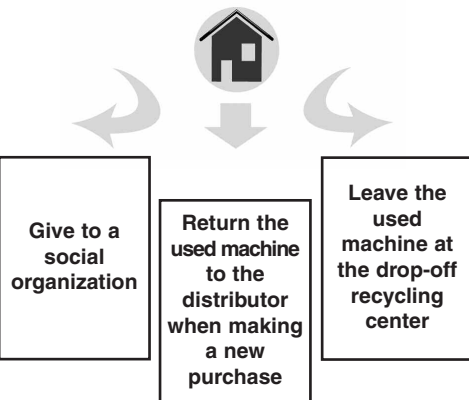 Give to a
social
organization
Return the
used machine
to the
distributor
when making
a new
purchase
Leave the
used
machine at
the drop-off
recycling
center